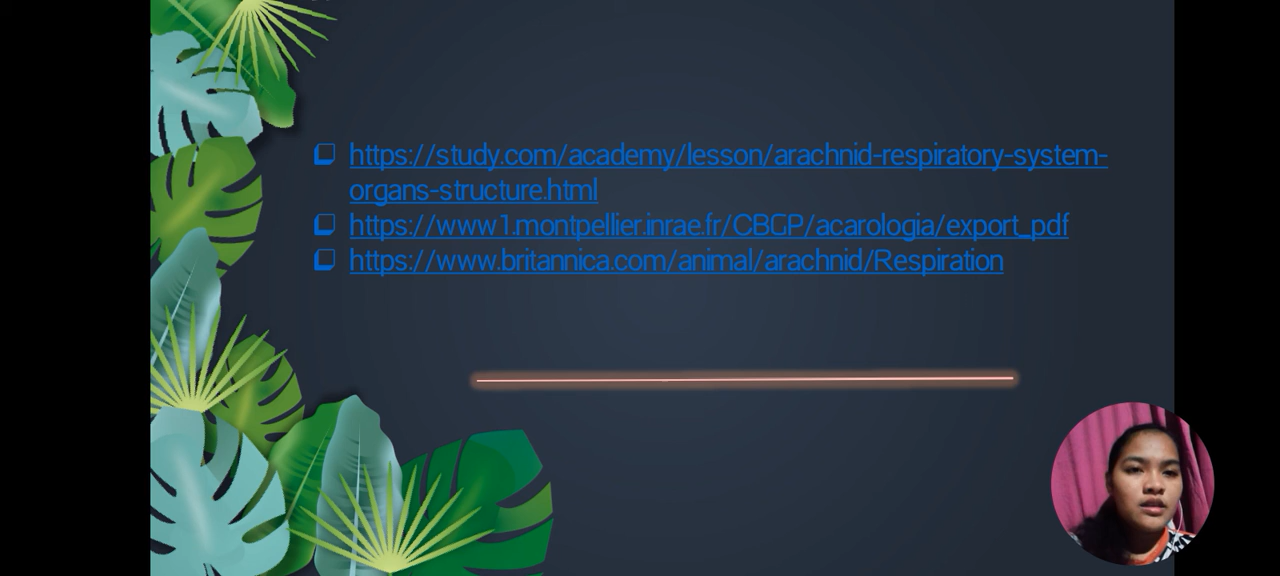 https://study.com/academy/lesson/arachnid-respiratory-system-
organs-structure.html
https://www1.montpellier.inrae.fr/CBGP/acarologia/export_pdf
https://www.britannica.com/animal/arachnid/Respiration